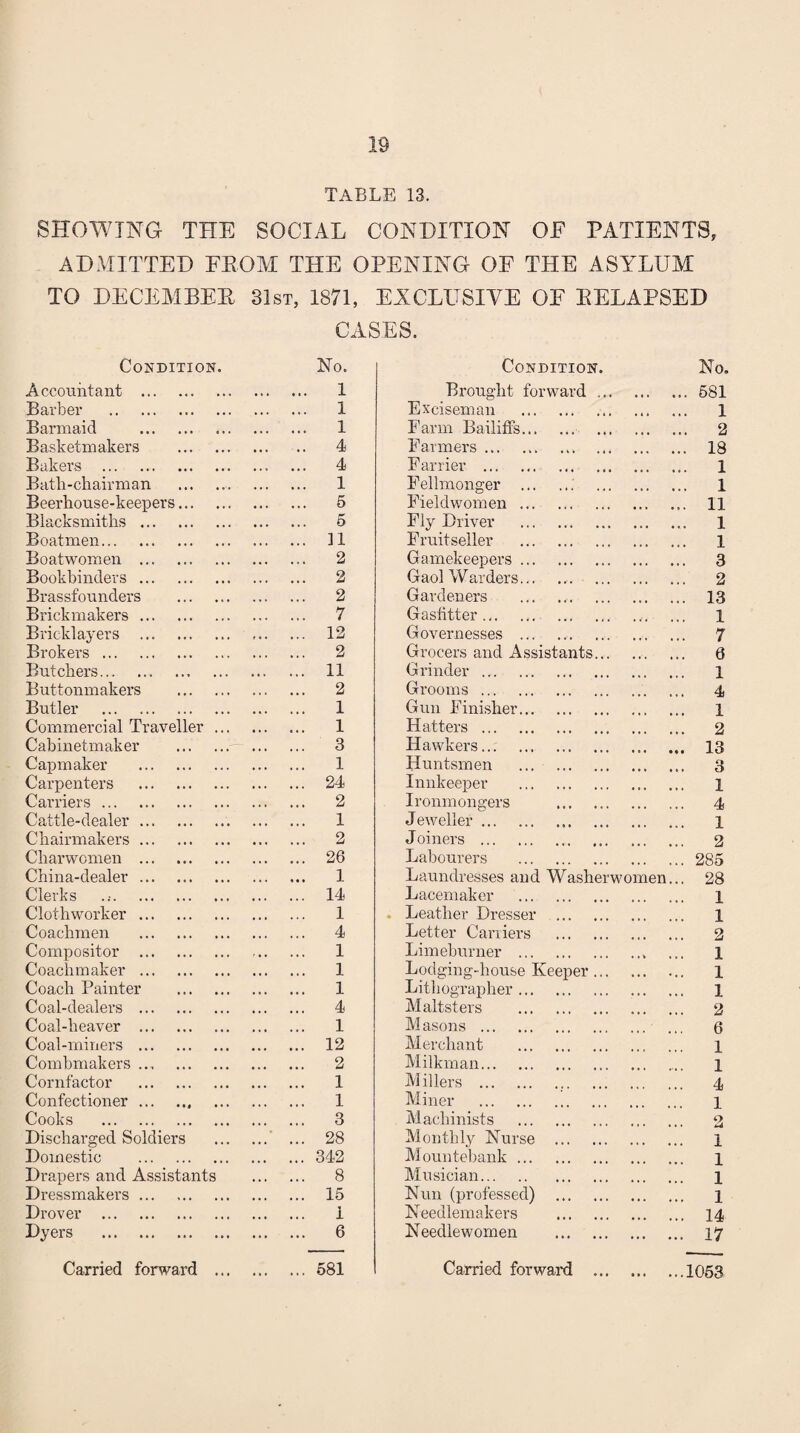 19
TABLE 13.
SHOWING THE SOCIAL CONDITION OF PATIENTS,
ADMITTED FROM THE OPENING OF THE ASYLUM
TO DECEMBER 31ST, 1871, EXCLUSIVE OF RELAPSED
CASES.
Condition. No.
Accountant ... 1
Barber ... 1
Barmaid ... 1
Basketmakers ... 4
Bakers ... 4
Bath-chairman ... 1
Beerhouse-keepers ... 5
Blacksmiths ... 5
Boatmen ... 11
Boatwomen ... 2
Bookbinders ... 2
Brassfounders ... 2
Brickmakers ... 7
Bricklayers ... 12
Brokers ... 2
Butchers ... 11
Buttonmakers ... 2
Butler ... 1
Commercial Traveller ... 1
Cabinetmaker ... 3
Capmaker ... 1
Carpenters ... 24
Carriers ... 2
Cattle-dealer ... 1
Chairmakers ... 2
Charwomen ... 26
China-dealer ... 1
Clerks ... 14
Clothworker ... 1
Coachmen ... 4
Compositor ... 1
Coachmaker ... 1
Coach Painter ... 1
Coal-dealers ... 4
Coal-heaver ... 1
Coal-miners ... 12
Combmakers ... 2
Cornfactor ... 1
Confectioner ... 1
Cooks ... 3
Discharged Soldiers ... 28
Domestic ... 342
Drapers and Assistants ... 8
Dressmakers ... 15
Drover ... 1
Dyers ... 6
Carried forward ... 581
Condition. No.
Brought forward ... 581
Exciseman ... 1
Farm Bailiffs ... 2
Farmers ... 18
Farrier ... 1
Fellmonger ... 1
Fieldwomen ... 11
Fly Driver ... 1
Fruitseller ... 1
Gamekeepers ... 3
Gaol Warders ... 2
Gardeners ... 13
Gasfitter ... 1
Governesses ... 7
Grocers and Assistants ... 6
Grinder ... 1
Grooms ... 4
Gun Finisher ... 1
Hatters ... 2
Hawkers ... 13
Huntsmen ... 3
Innkeeper ... 1
Ironmongers ... 4
Jeweller ... 1
Joiners ... 2
Labourers ... 285
Laundresses and Washerwomen ... 28
Lacemaker ... 1
Leather Dresser ... 1
Letter Carriers ... 2
Limeburner ... 1
Lodging-house Keeper ... 1
Lithographer ... 1
Maltsters ... 2
Masons ... 6
Merchant ... 1
Milkman ... 1
Millers ... 4
Miner ... 1
Machinists ... 2
Monthly Nurse ... 1
Mountebank ... 1
Musician ... 1
Nun (professed) ... 1
Needlemakers ... 14
Needlewomen ... 17
Carried forward ... 1053